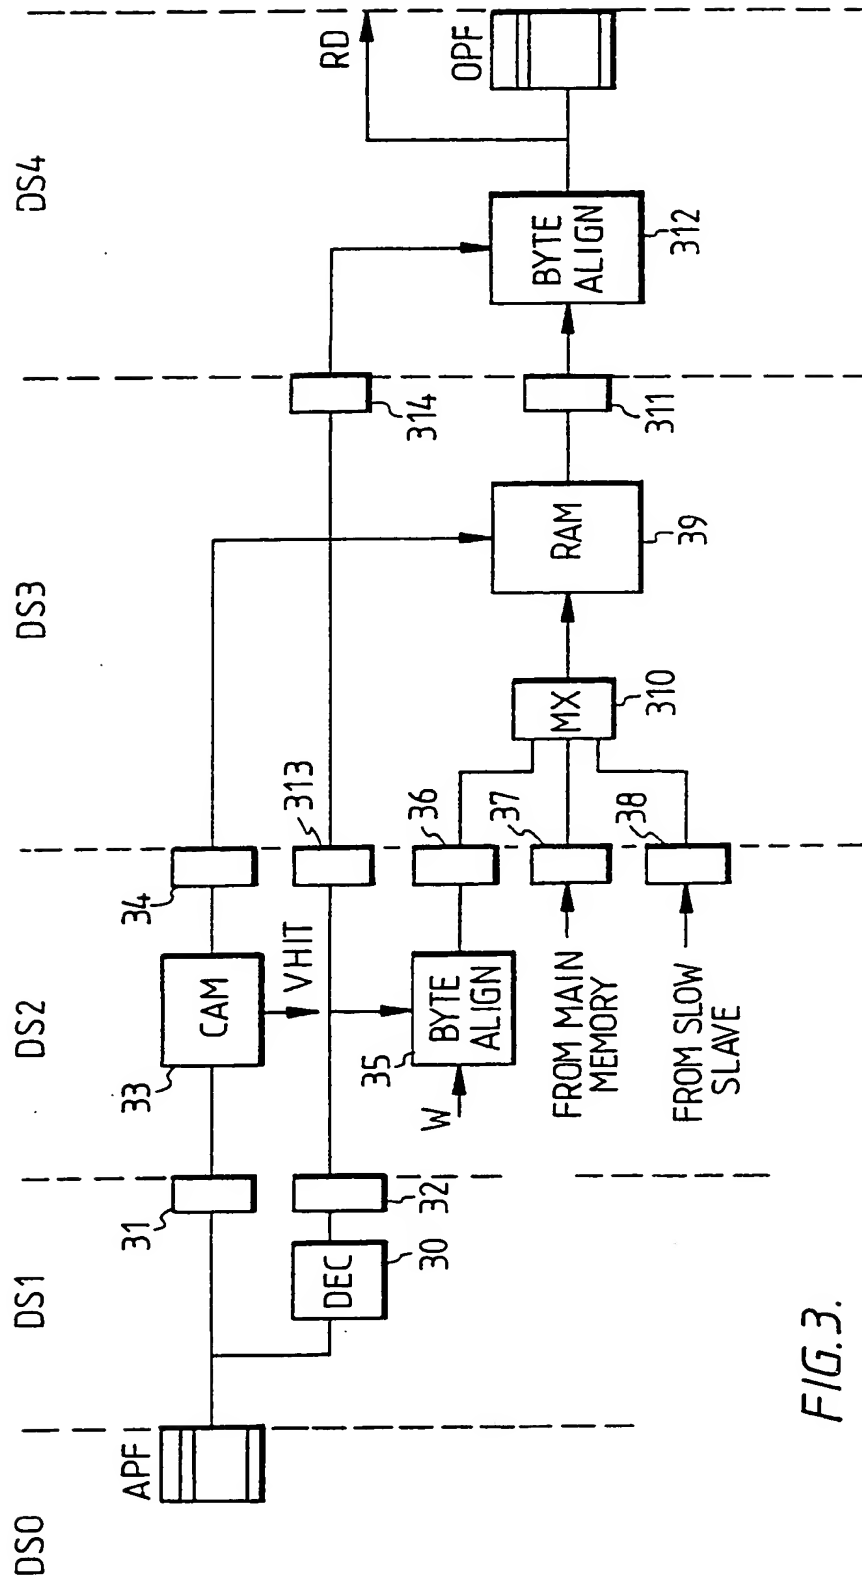 DS0
DS1
DS2
DS3
DS4
APF
31
33
CAM
34
VHIT
DEC
30
32
313
314
W
35
BYTE
ALIGN
36
FROM MAIN
MEMORY
37
FROM SLOW
SLAVE
38
MX
310
RAM
39
311
BYTE
ALIGN
312
RD
OPF
FIG.3.